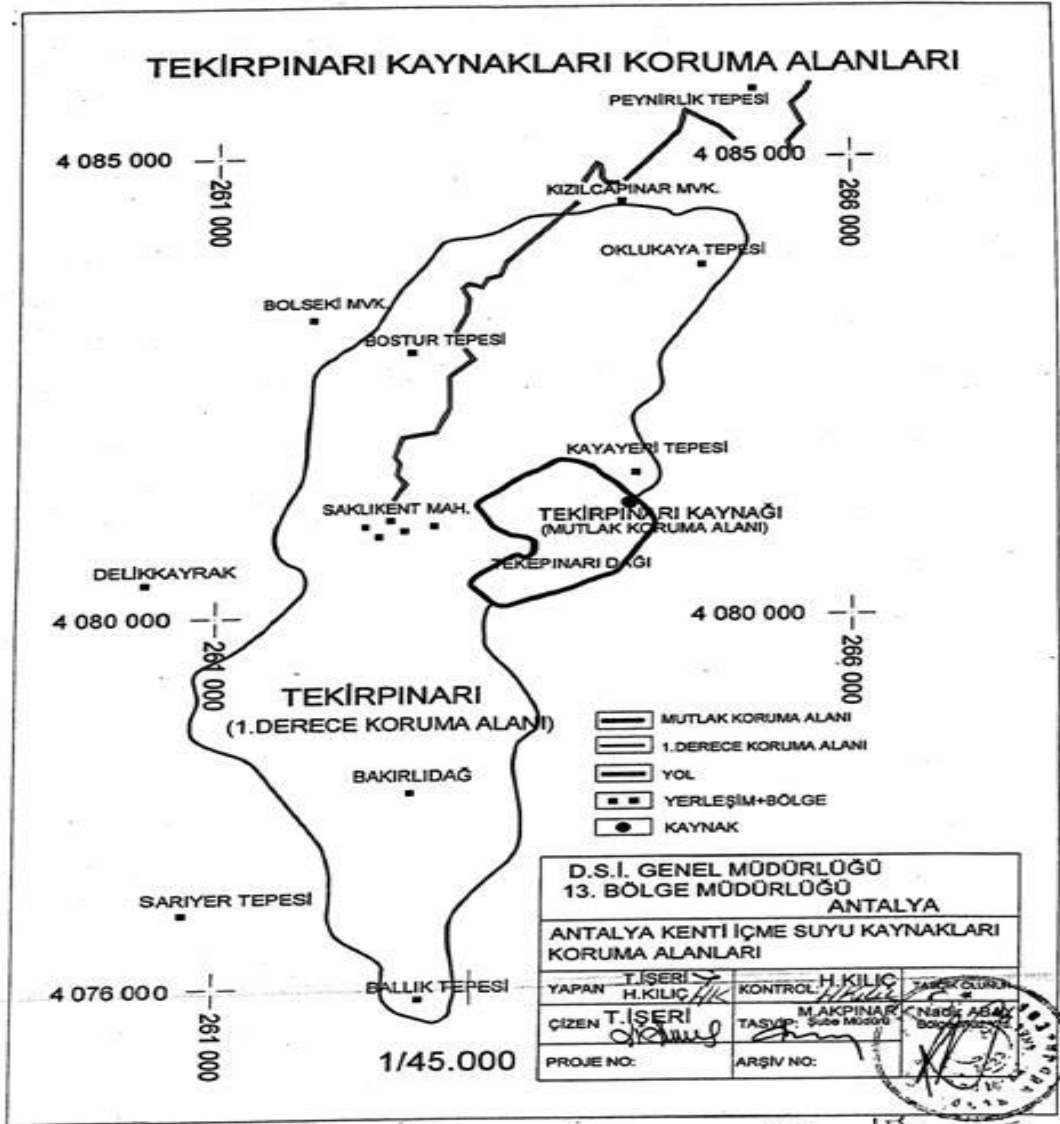 TEKİRPINARI KAYNAKLARI KORUMA ALANLARI
PEYNİRLİK TEPESİ
4 085 000
4 085 000
261 000
266 000
KIZILCAPINAR MVK.
OKLUKAYA TEPESİ
BOLSEKİ MVK.
BOSTUR TEPESİ
KAYAYERİ TEPESİ
SAKLIKENT MAH.
TEKİRPINARI KAYNAĞI
(MUTLAK KORUMA ALANI)
TEKEPINARI DAĞI
DELİKKAYRAK
4 080 000
4 080 000
261 000
266 000
TEKİRPINARI
(1.DERECE KORUMA ALANI)
MUTLAK KORUMA ALANI
1.DERECE KORUMA ALANI
YOL
YERLEŞİM+BÖLGE
KAYNAK
BAKIRLIDAĞ
SARIYER TEPESİ
BALLIK TEPESİ
4 076 000
261 000
1/45.000
D.S.İ. GENEL MÜDÜRLÜĞÜ
13. BÖLGE MÜDÜRLÜĞÜ
ANTALYA
ANTALYA KENTİ İÇME SUYU KAYNAKLARI
KORUMA ALANLARI
YAPAN T.İŞERİ H.KILIÇ
KONTROL: H.KILIÇ
TASDİK OLUNUR
ÇİZEN T.İŞERİ
TASVİP: M.AKPINAR Şube Müdürü
Nadir
PROJE NO:
ARŞİV NO: